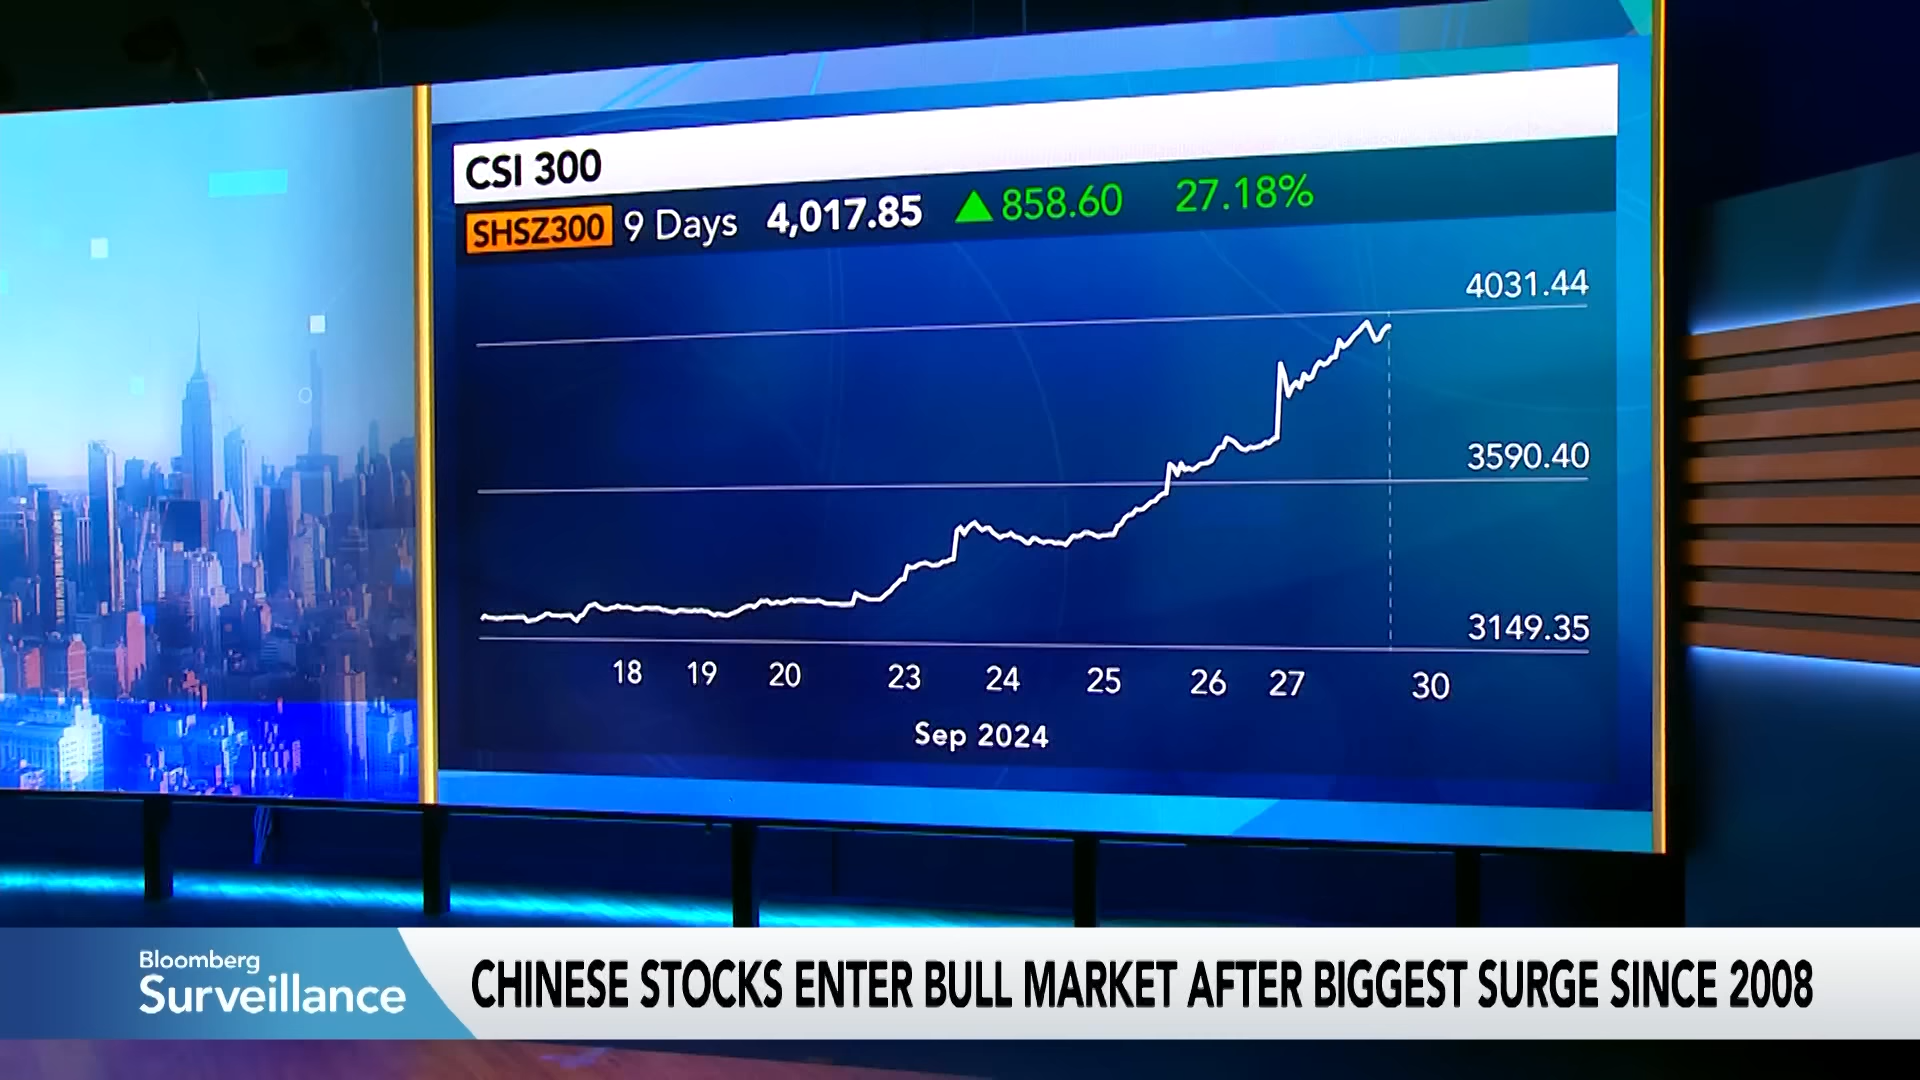 CSI 300
SHSZ300 9 Days 4,017.85 ▲858.60 27.18%
4031.44
3590.40
3149.35
18 19 20 23 24 25 26 27 30
Sep 2024
Bloomberg
Surveillance
CHINESE STOCKS ENTER BULL MARKET AFTER BIGGEST SURGE SINCE 2008